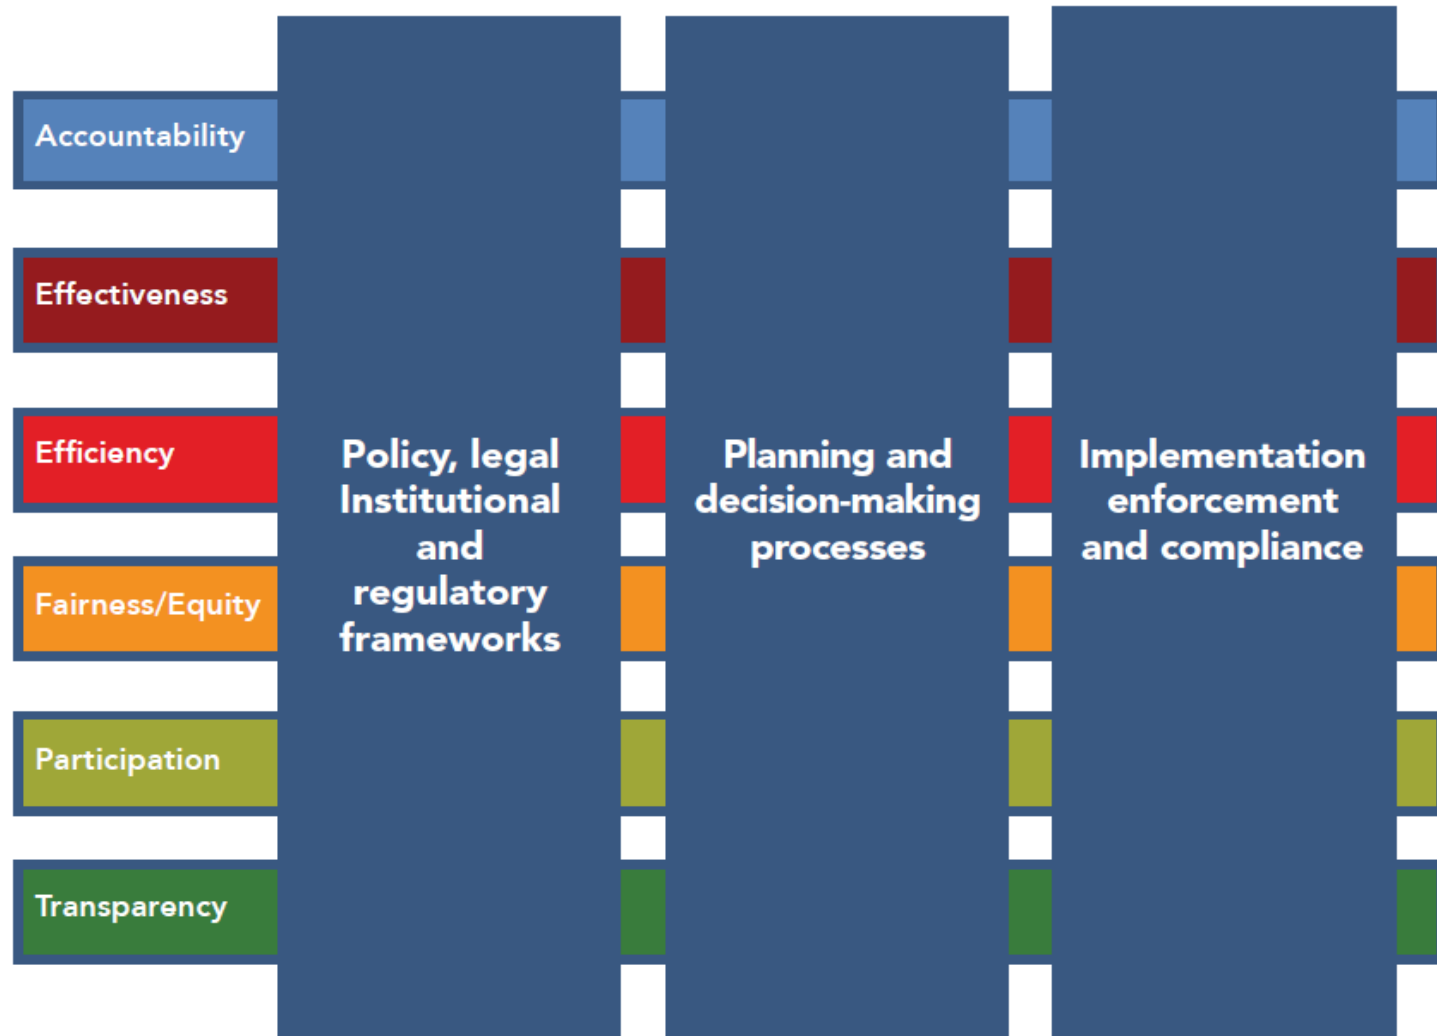 Accountability
Effectiveness
Efficiency
Fairness/Equity
Participation
Transparency
Policy, legal
Institutional
and
regulatory
frameworks
Planning and
decision-making
processes
Implementation
enforcement
and compliance